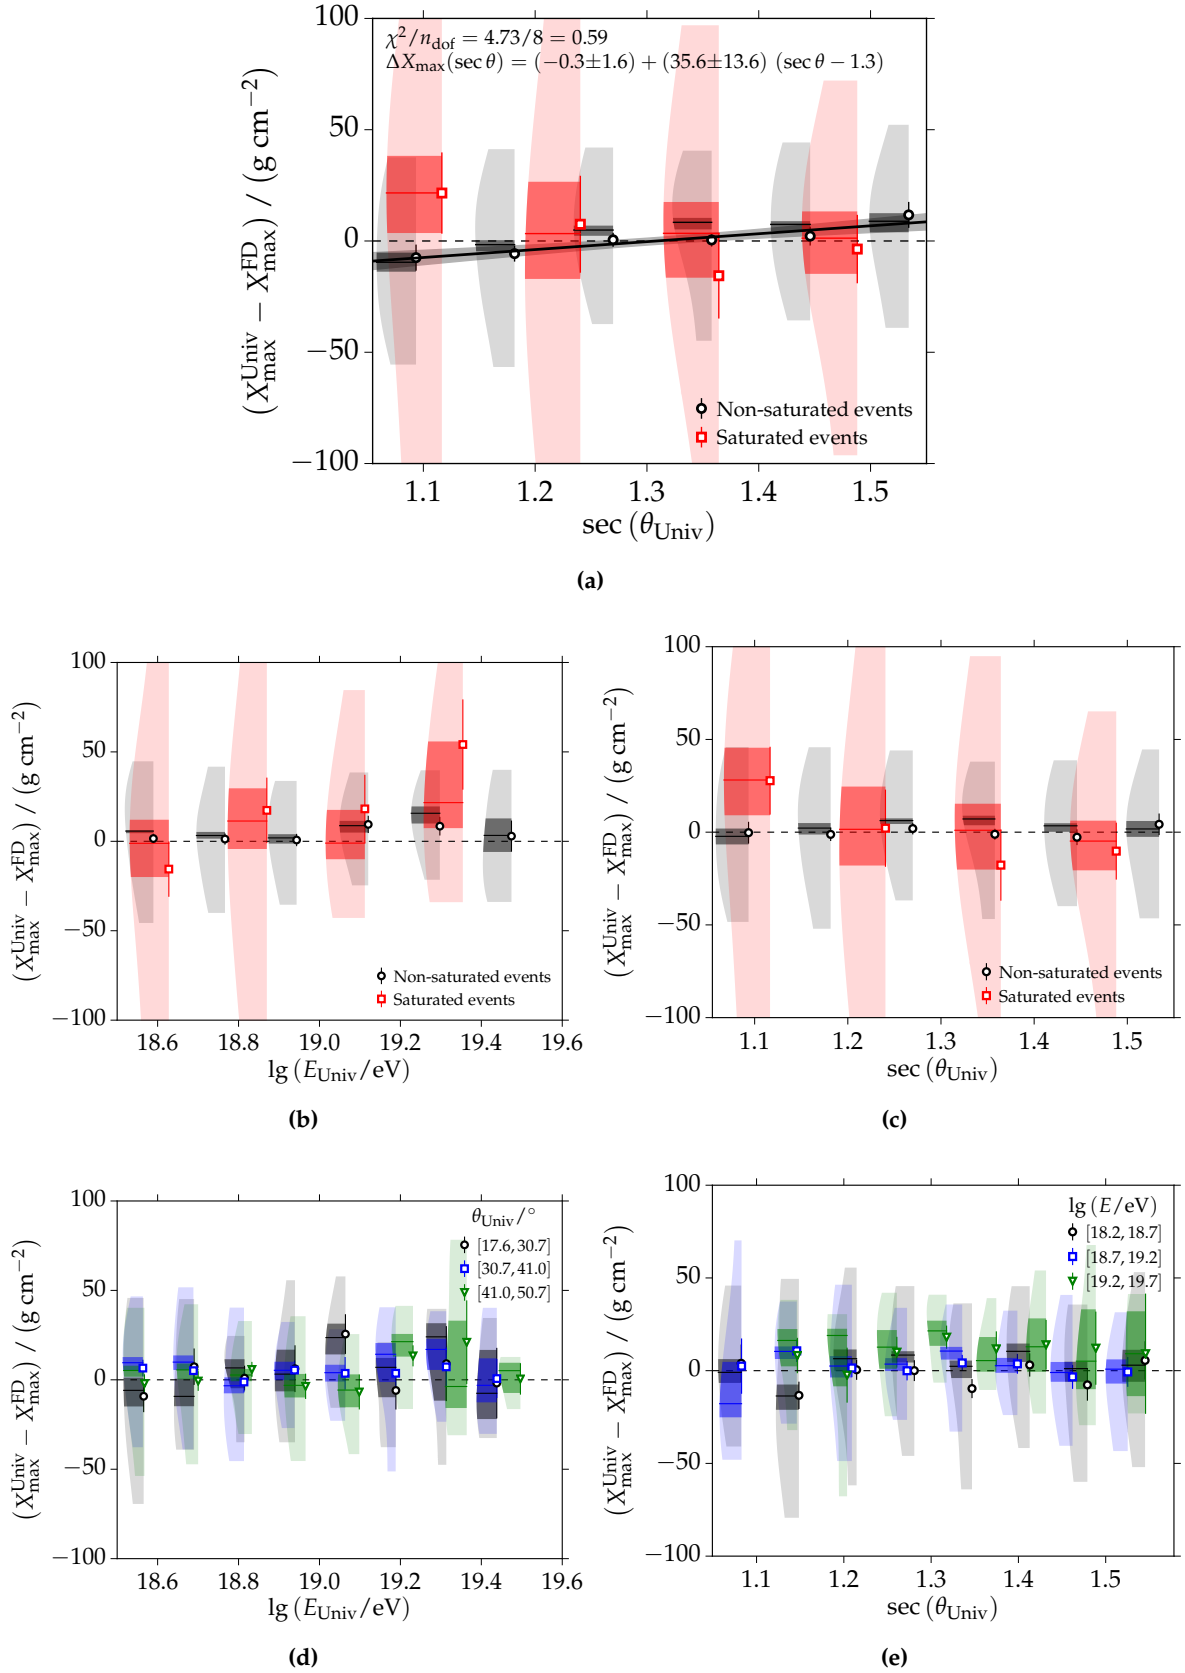 χ²/n_dof = 4.73/8 = 0.59
ΔX_max(sec θ) = (−0.3±1.6) + (35.6±13.6) (sec θ − 1.3)
(X_max^Univ − X_max^FD) / (g cm⁻²)
100
50
0
−50
−100
Non-saturated events
Saturated events
1.1 1.2 1.3 1.4 1.5
sec (θ_Univ)
(a)
(X_max^Univ − X_max^FD) / (g cm⁻²)
100
50
0
−50
−100
Non-saturated events
Saturated events
18.6 18.8 19.0 19.2 19.4 19.6
lg (E_Univ/eV)
(b)
(X_max^Univ − X_max^FD) / (g cm⁻²)
100
50
0
−50
−100
Non-saturated events
Saturated events
1.1 1.2 1.3 1.4 1.5
sec (θ_Univ)
(c)
(X_max^Univ − X_max^FD) / (g cm⁻²)
100
50
0
−50
−100
θ_Univ/°
[17.6, 30.7]
[30.7, 41.0]
[41.0, 50.7]
18.6 18.8 19.0 19.2 19.4 19.6
lg (E_Univ/eV)
(d)
(X_max^Univ − X_max^FD) / (g cm⁻²)
100
50
0
−50
−100
lg (E/eV)
[18.2, 18.7]
[18.7, 19.2]
[19.2, 19.7]
1.1 1.2 1.3 1.4 1.5
sec (θ_Univ)
(e)